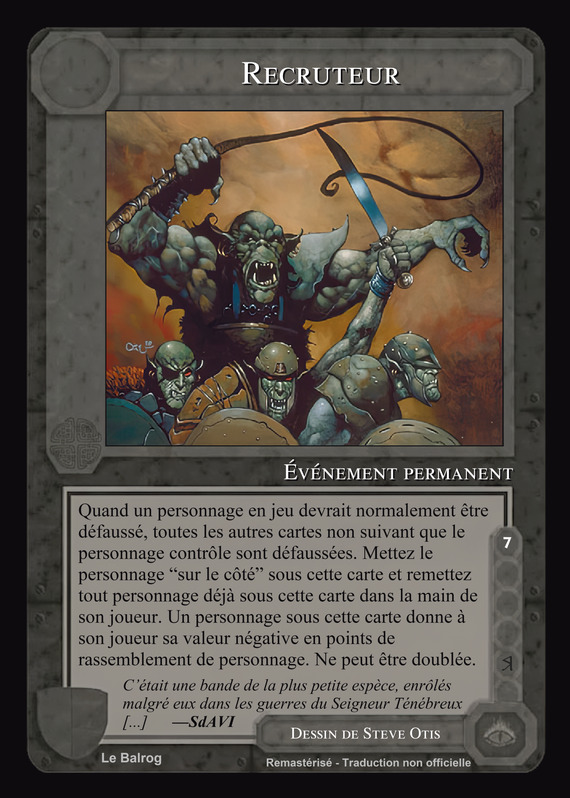 Recruteur
Événement permanent
Quand un personnage en jeu devrait normalement être
défaussé, toutes les autres cartes non suivant que le
personnage contrôle sont défaussées. Mettez le
personnage “sur le côté” sous cette carte et remettez
tout personnage déjà sous cette carte dans la main de
son joueur. Un personnage sous cette carte donne à
son joueur sa valeur négative en points de
rassemblement de personnage. Ne peut être doublée.
7
C’était une bande de la plus petite espèce, enrôlés
malgré eux dans les guerres du Seigneur Ténébreux
[...] —SdAVI
Dessin de Steve Otis
Le Balrog
Remastérisé - Traduction non officielle